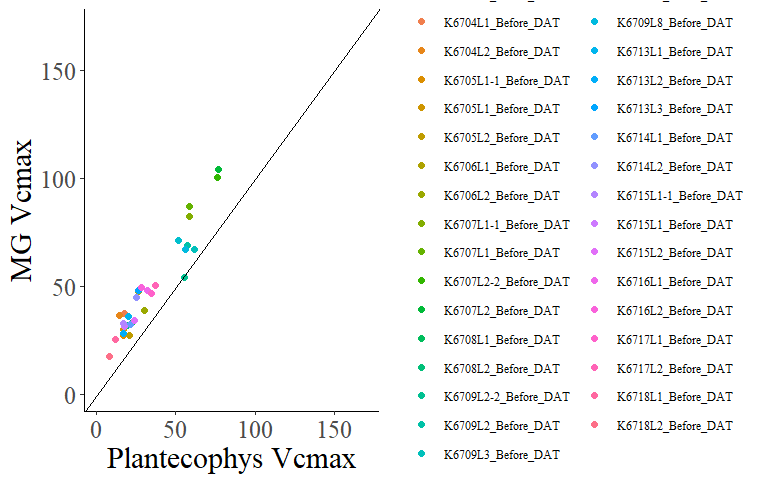 150
100
50
0
0 50 100 150
MG Vcmax
Plantecophys Vcmax
K6704L1_Before_DAT
K6704L2_Before_DAT
K6705L1-1_Before_DAT
K6705L1_Before_DAT
K6705L2_Before_DAT
K6706L1_Before_DAT
K6706L2_Before_DAT
K6707L1-1_Before_DAT
K6707L1_Before_DAT
K6707L2-2_Before_DAT
K6707L2_Before_DAT
K6708L1_Before_DAT
K6708L2_Before_DAT
K6709L2-2_Before_DAT
K6709L2_Before_DAT
K6709L3_Before_DAT
K6709L8_Before_DAT
K6713L1_Before_DAT
K6713L2_Before_DAT
K6713L3_Before_DAT
K6714L1_Before_DAT
K6714L2_Before_DAT
K6715L1-1_Before_DAT
K6715L1_Before_DAT
K6715L2_Before_DAT
K6716L1_Before_DAT
K6716L2_Before_DAT
K6717L1_Before_DAT
K6717L2_Before_DAT
K6718L1_Before_DAT
K6718L2_Before_DAT